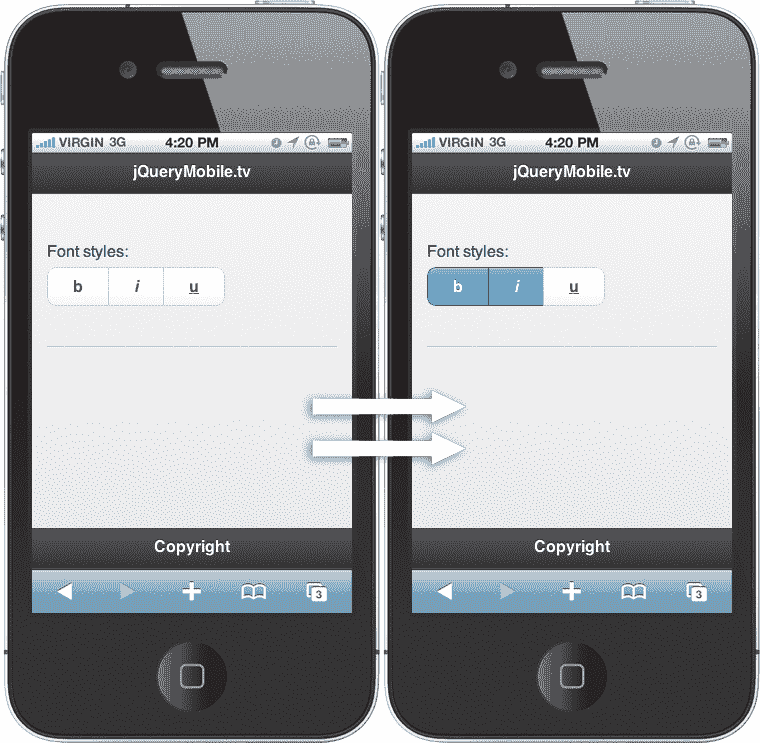 VIRGIN 3G 4:20 PM
jQueryMobile.tv
Font styles:
b i u
Copyright
3
VIRGIN 3G 4:20 PM
jQueryMobile.tv
Font styles:
b i u
Copyright
3